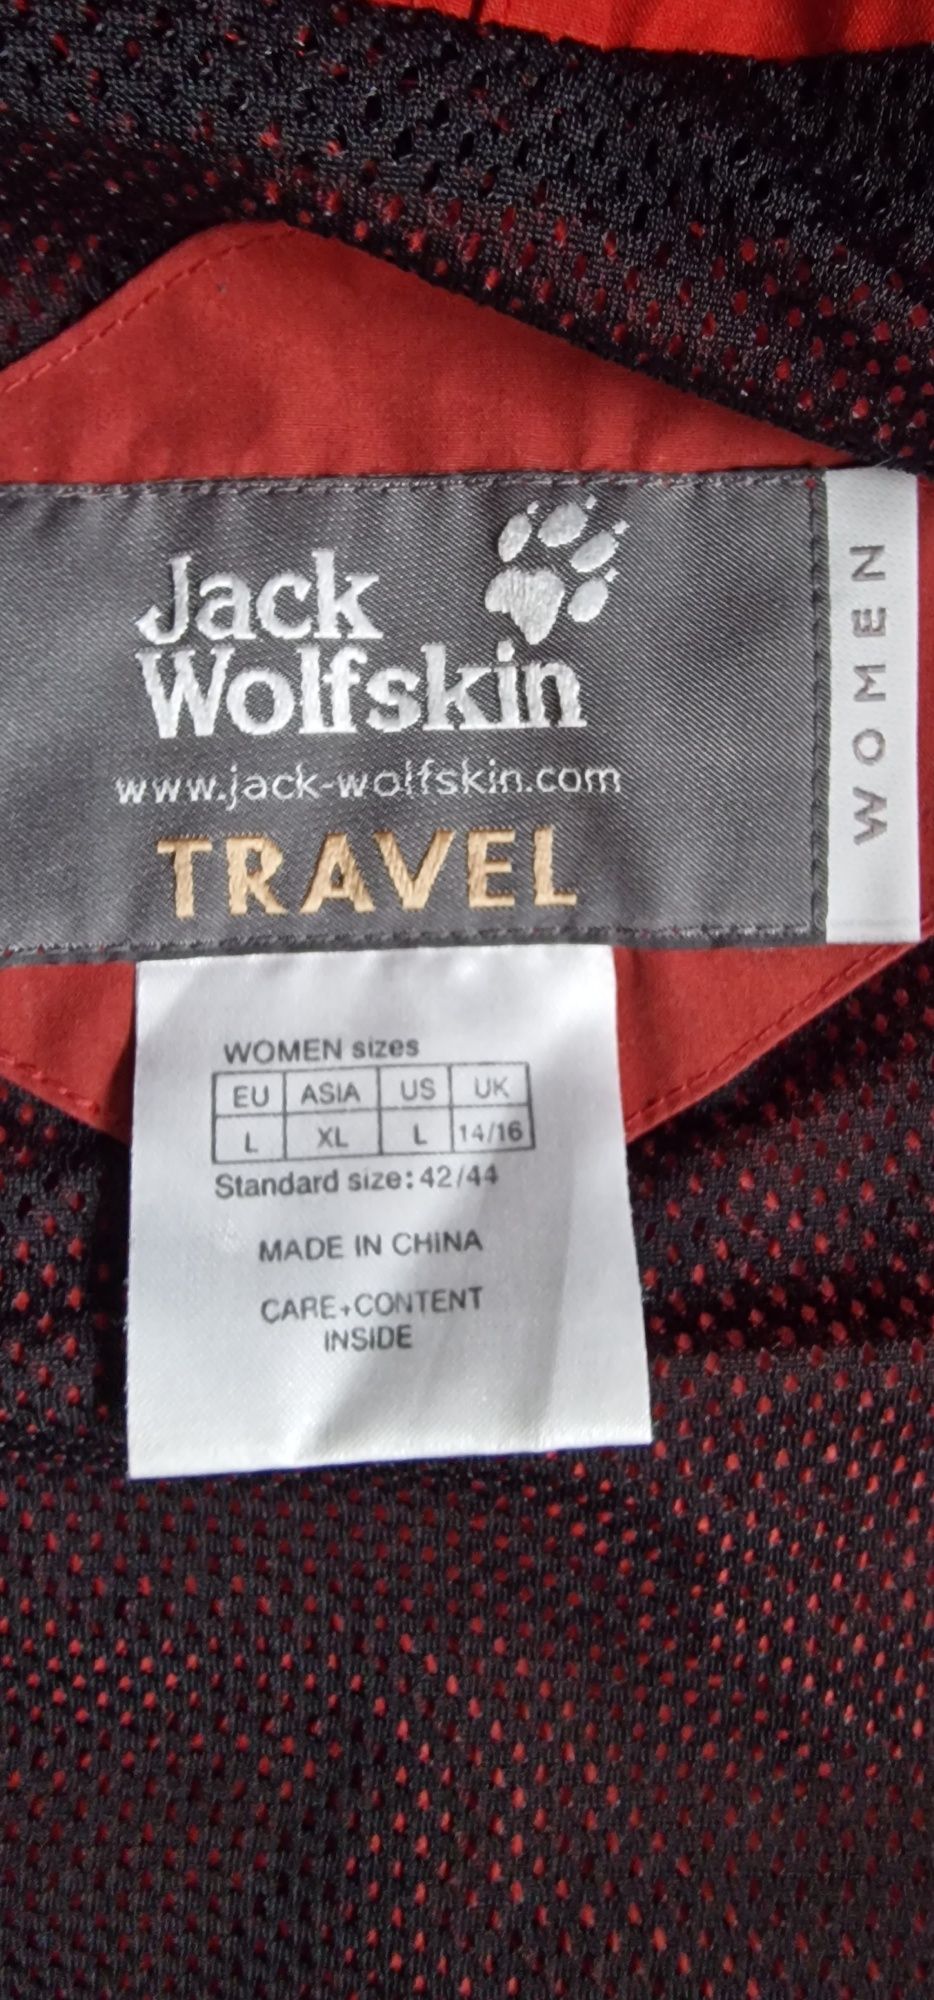 Jack
Wolfskin
www.jack-wolfskin.com
TRAVEL
WOMEN
WOMEN sizes
EU ASIA US UK
L XL L 14/16
Standard size: 42/44
MADE IN CHINA
CARE+CONTENT
INSIDE